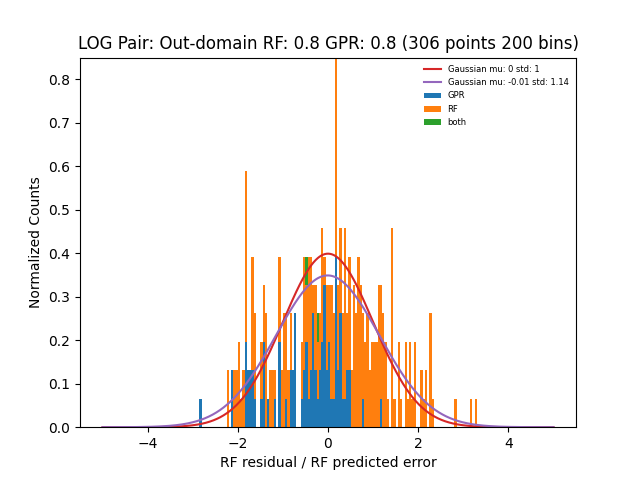 LOG Pair: Out-domain RF: 0.8 GPR: 0.8 (306 points 200 bins)
Gaussian mu: 0 std: 1
Gaussian mu: -0.01 std: 1.14
GPR
RF
both
Normalized Counts
0.8
0.7
0.6
0.5
0.4
0.3
0.2
0.1
0.0
−4 −2 0 2 4
RF residual / RF predicted error